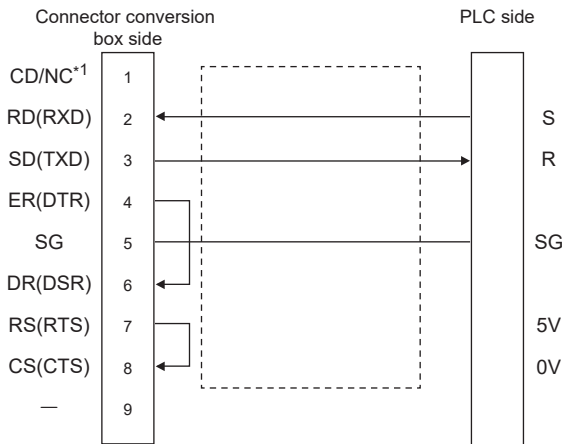 Connector conversion
box side
PLC side
CD/NC*1 1
RD(RXD) 2 S
SD(TXD) 3 R
ER(DTR) 4
SG 5 SG
DR(DSR) 6
RS(RTS) 7 5V
CS(CTS) 8 0V
— 9